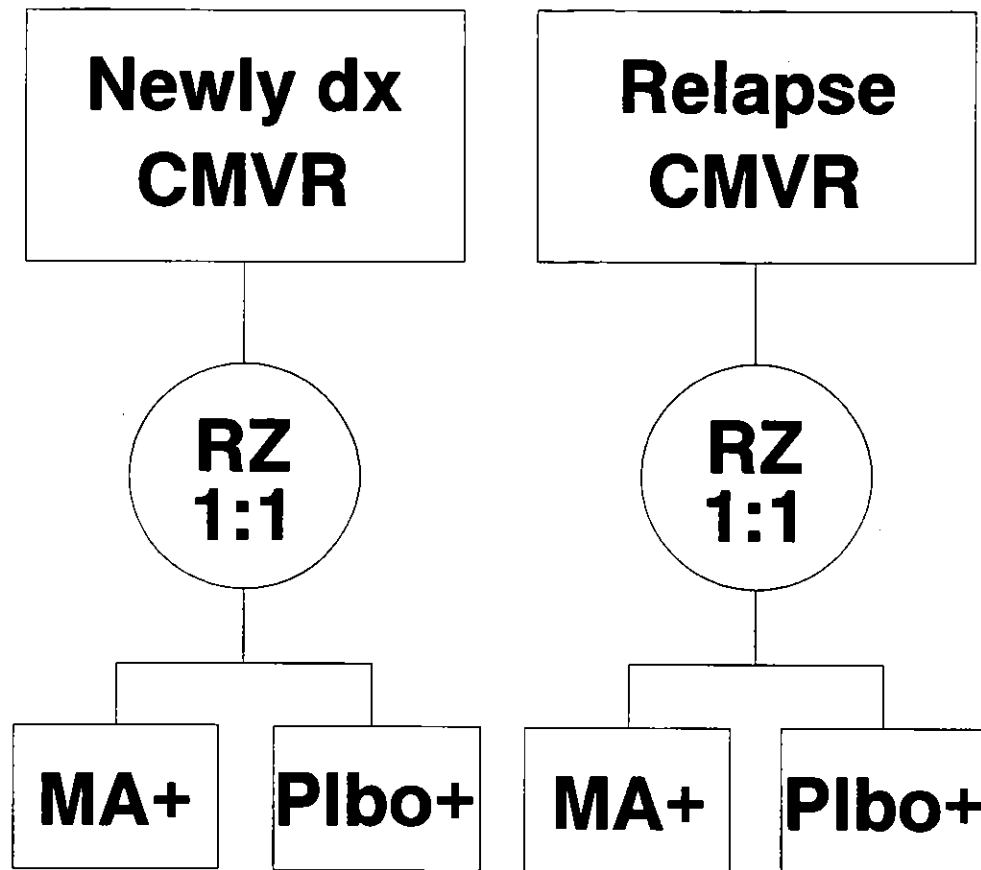 Newly dx
CMVR
Relapse
CMVR
RZ
1:1
RZ
1:1
MA+
Plbo+
MA+
Plbo+